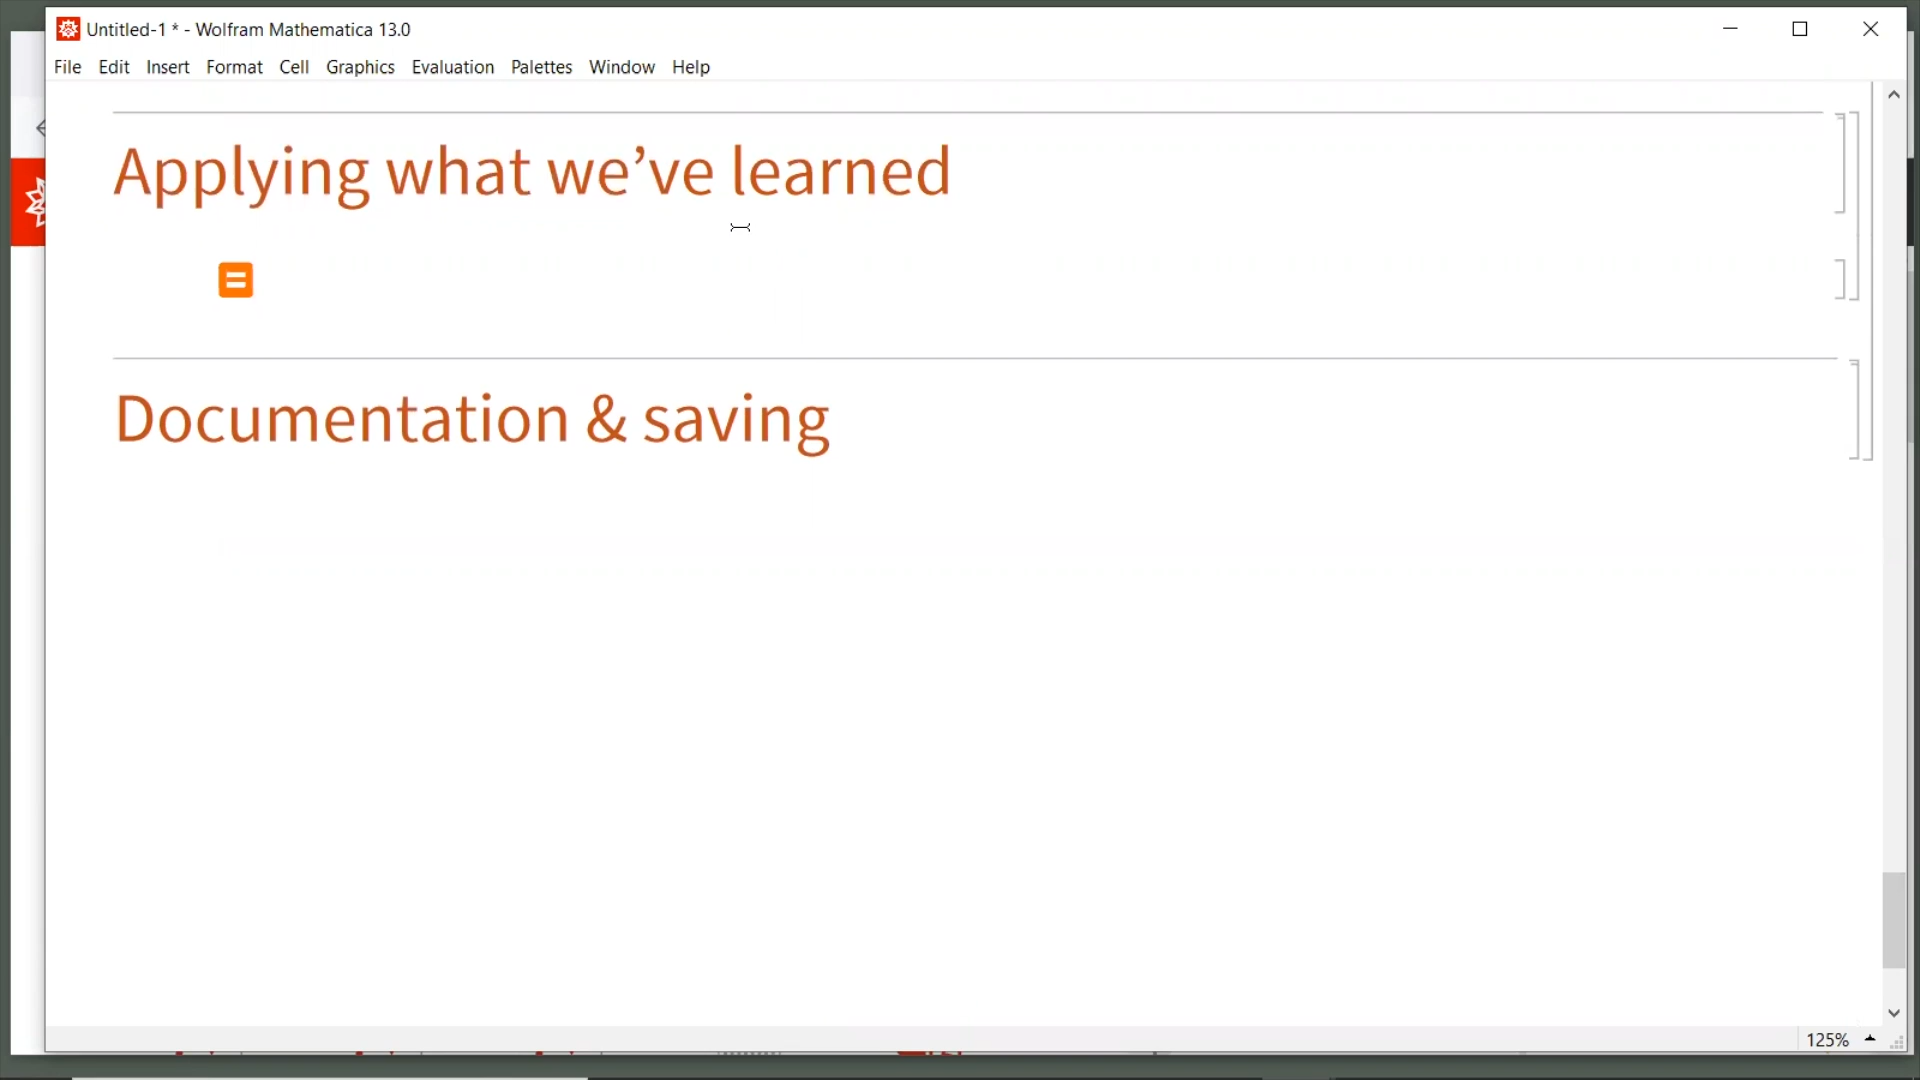 Untitled-1 * - Wolfram Mathematica 13.0
File Edit Insert Format Cell Graphics Evaluation Palettes Window Help
Applying what we’ve learned
Documentation & saving
125%